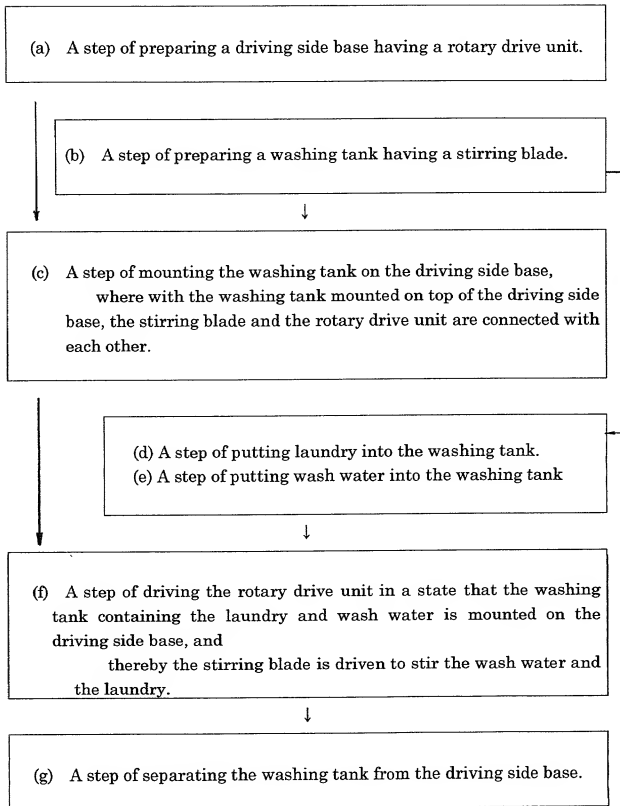 (a) A step of preparing a driving side base having a rotary drive unit.
(b) A step of preparing a washing tank having a stirring blade.
↓
(c) A step of mounting the washing tank on the driving side base,
where with the washing tank mounted on top of the driving side
base, the stirring blade and the rotary drive unit are connected with
each other.
(d) A step of putting laundry into the washing tank.
(e) A step of putting wash water into the washing tank
↓
(f) A step of driving the rotary drive unit in a state that the washing
tank containing the laundry and wash water is mounted on the
driving side base, and
thereby the stirring blade is driven to stir the wash water and
the laundry.
↓
(g) A step of separating the washing tank from the driving side base.